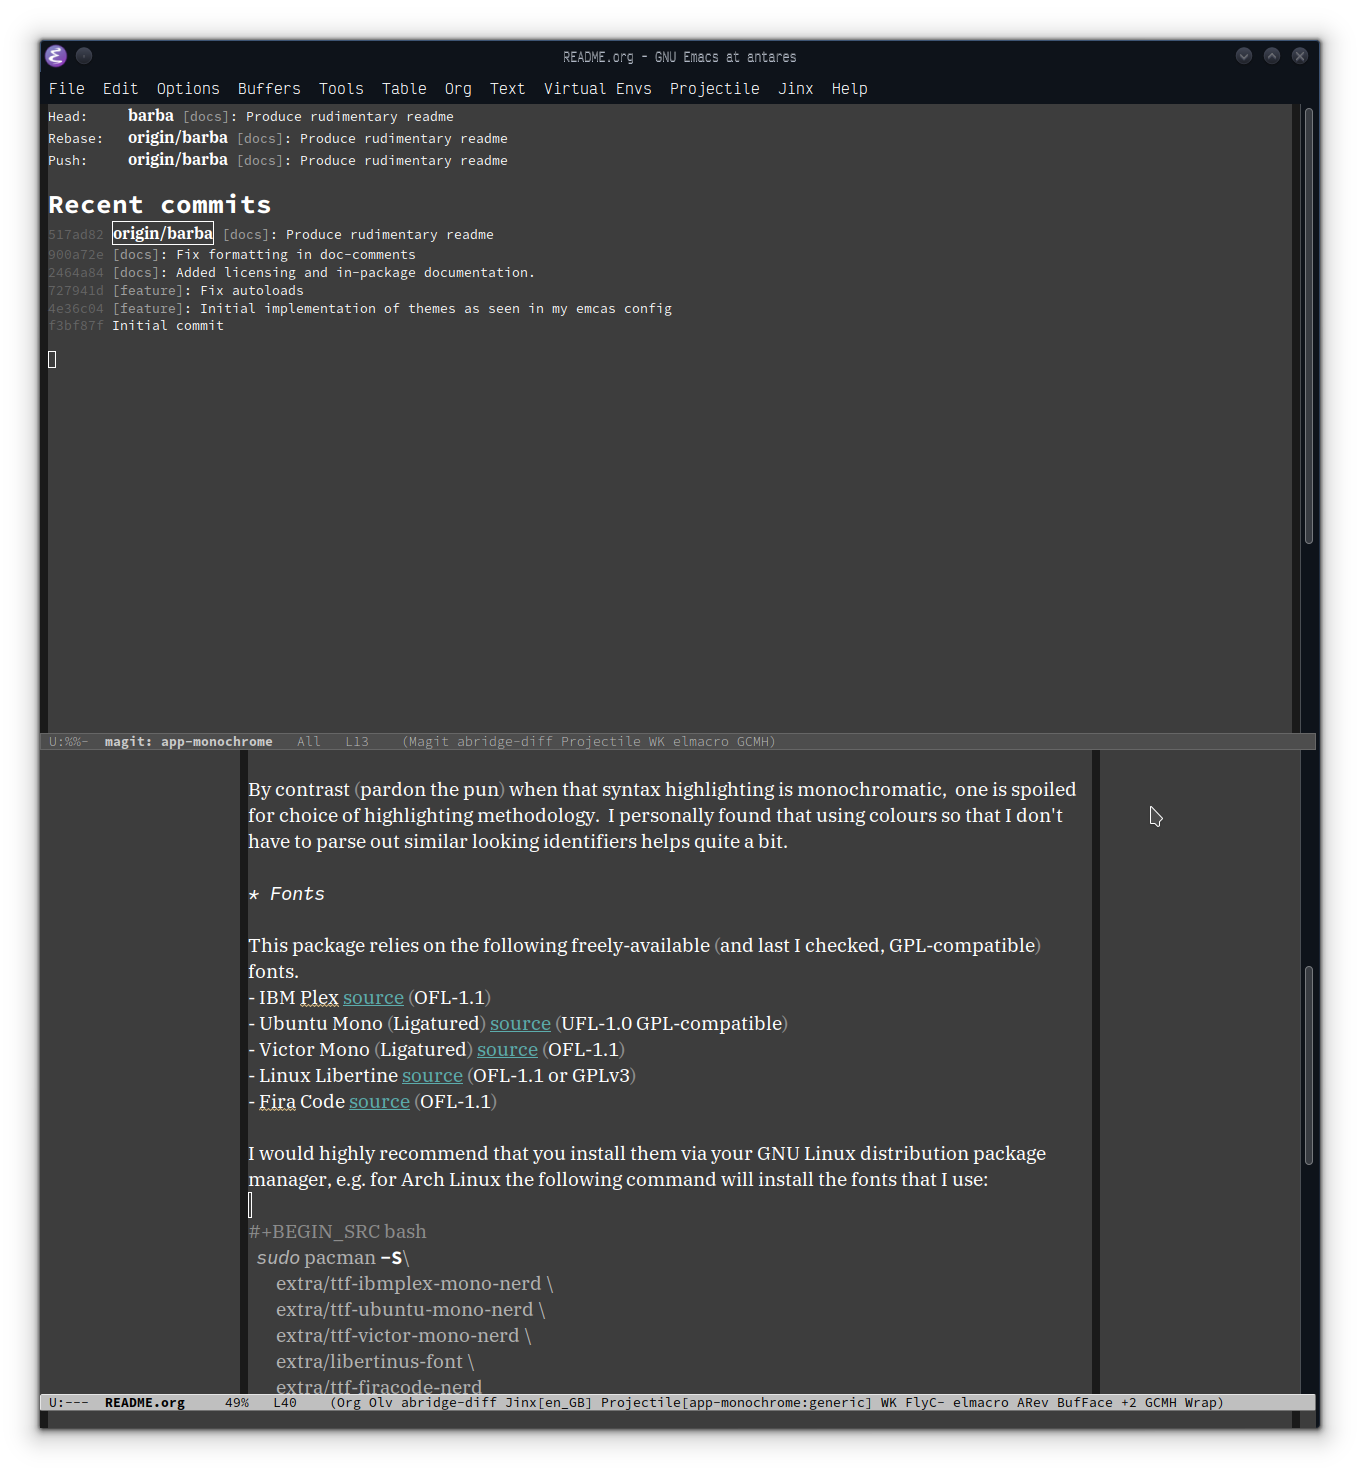 README.org - GNU Emacs at antares
File Edit Options Buffers Tools Table Org Text Virtual Envs Projectile Jinx Help
Head: barba [docs]: Produce rudimentary readme
Rebase: origin/barba [docs]: Produce rudimentary readme
Push: origin/barba [docs]: Produce rudimentary readme
Recent commits
517ad82 origin/barba [docs]: Produce rudimentary readme
900a72e [docs]: Fix formatting in doc-comments
2464a84 [docs]: Added licensing and in-package documentation.
727941d [feature]: Fix autoloads
4e36c04 [feature]: Initial implementation of themes as seen in my emcas config
f3bf87f Initial commit
U:%%- magit: app-monochrome All L13 (Magit abridge-diff Projectile WK elmacro GCMH)
By contrast (pardon the pun) when that syntax highlighting is monochromatic,  one is spoiled
for choice of highlighting methodology.  I personally found that using colours so that I don't
have to parse out similar looking identifiers helps quite a bit.
* Fonts
This package relies on the following freely-available (and last I checked, GPL-compatible)
fonts.
- IBM Plex source (OFL-1.1)
- Ubuntu Mono (Ligatured) source (UFL-1.0 GPL-compatible)
- Victor Mono (Ligatured) source (OFL-1.1)
- Linux Libertine source (OFL-1.1 or GPLv3)
- Fira Code source (OFL-1.1)
I would highly recommend that you install them via your GNU Linux distribution package
manager, e.g. for Arch Linux the following command will install the fonts that I use:
#+BEGIN_SRC bash
sudo pacman -S\
extra/ttf-ibmplex-mono-nerd \
extra/ttf-ubuntu-mono-nerd \
extra/ttf-victor-mono-nerd \
extra/libertinus-font \
extra/ttf-firacode-nerd
U:--- README.org 49% L40 (Org Olv abridge-diff Jinx[en_GB] Projectile[app-monochrome:generic] WK FlyC- elmacro ARev BufFace +2 GCMH Wrap)